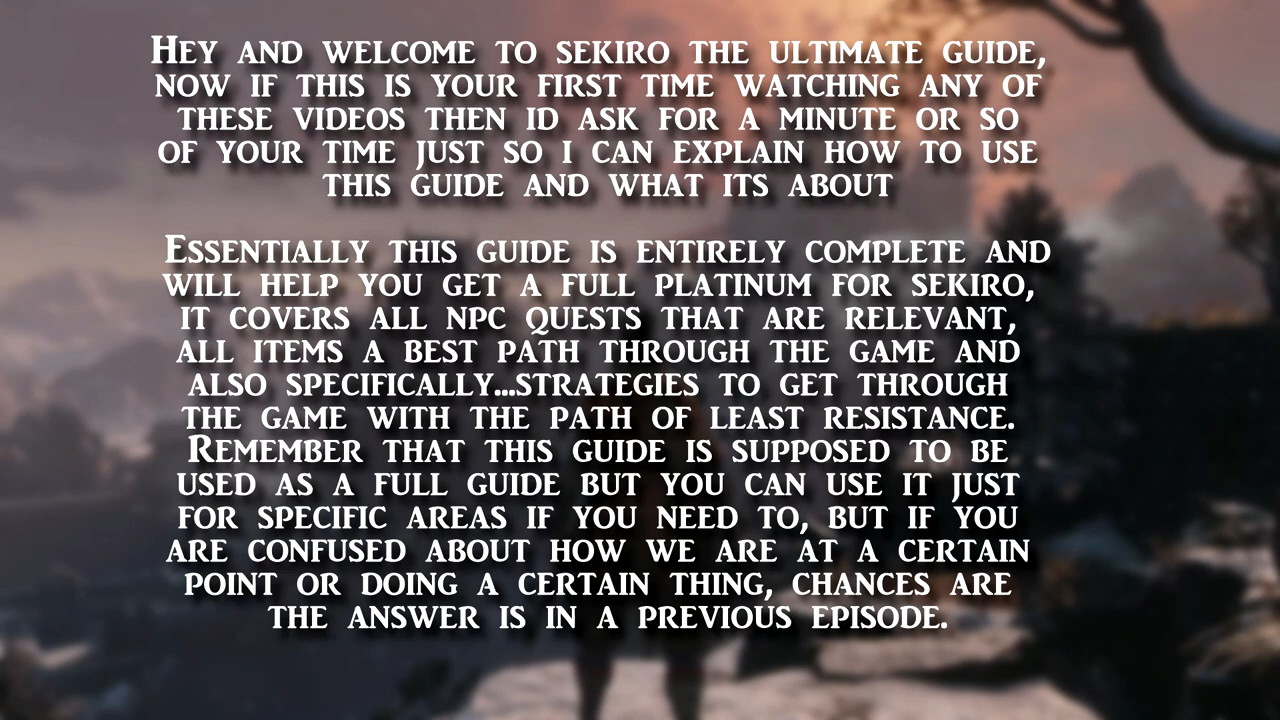 Hey and welcome to sekiro the ultimate guide,
now if this is your first time watching any of
these videos then id ask for a minute or so
of your time just so i can explain how to use
this guide and what its about
Essentially this guide is entirely complete and
will help you get a full platinum for sekiro,
it covers all npc quests that are relevant,
all items a best path through the game and
also specifically...strategies to get through
the game with the path of least resistance.
Remember that this guide is supposed to be
used as a full guide but you can use it just
for specific areas if you need to, but if you
are confused about how we are at a certain
point or doing a certain thing, chances are
the answer is in a previous episode.